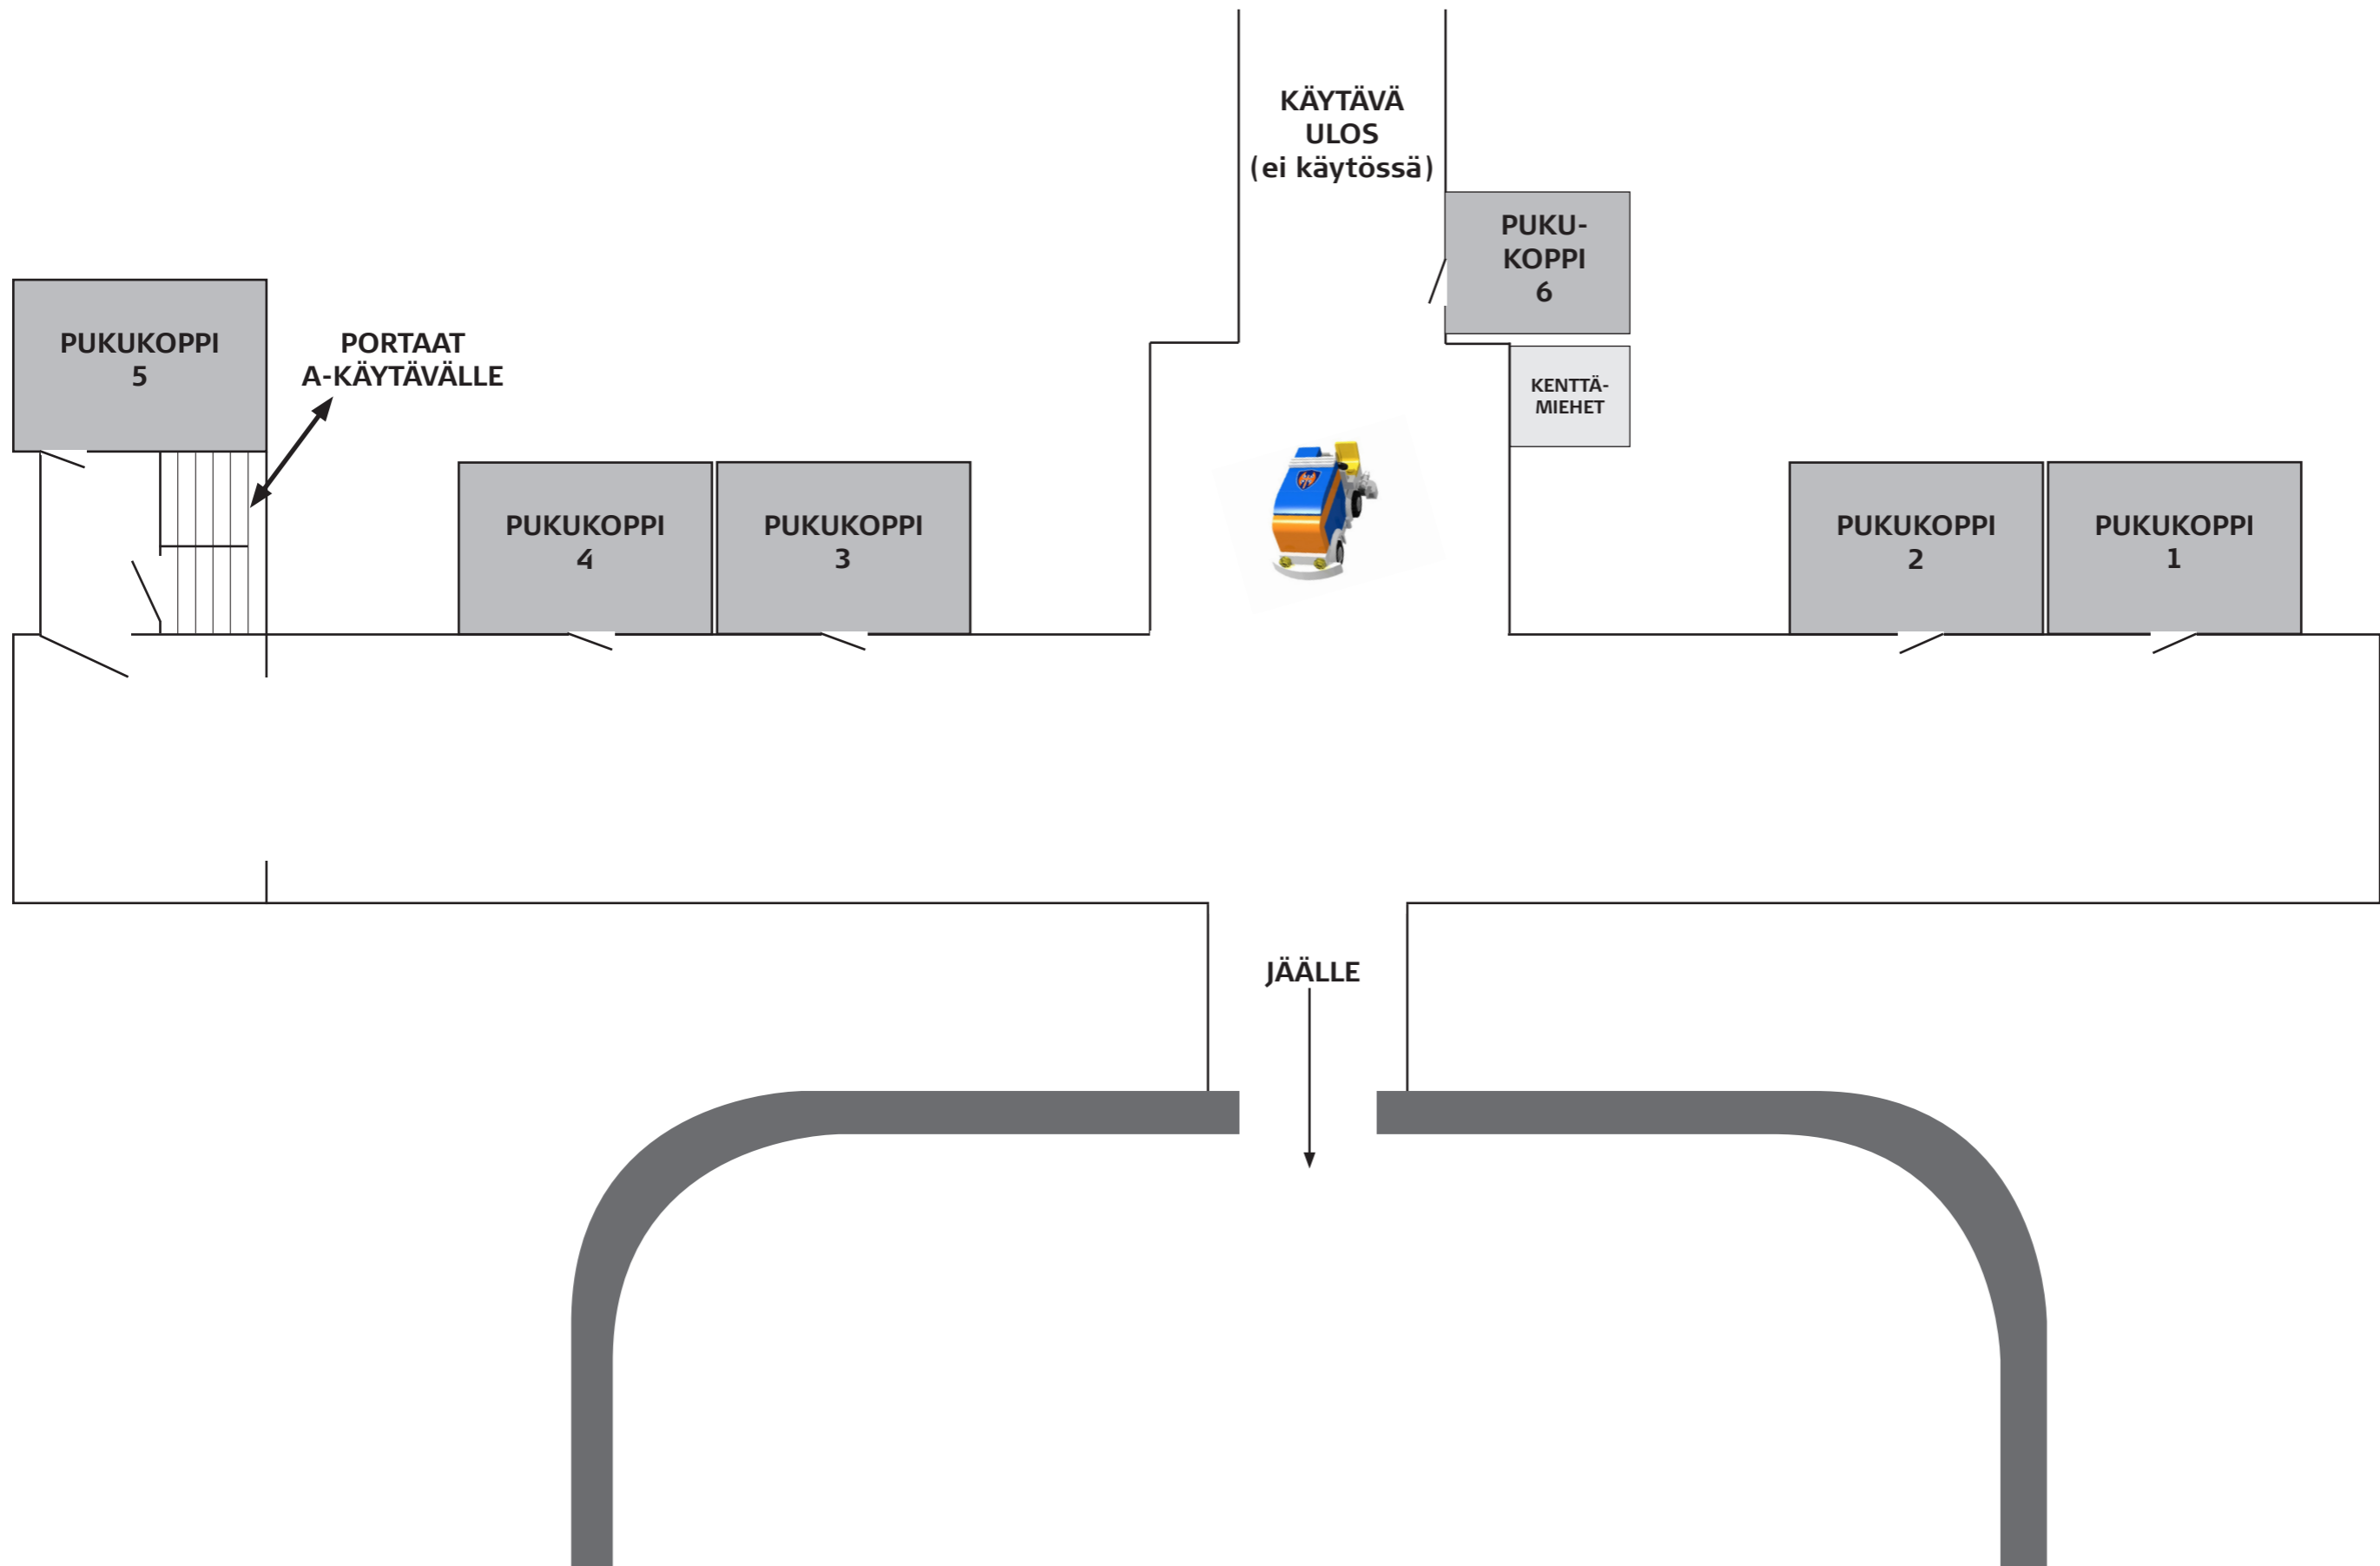 KÄYTÄVÄ
ULOS
(ei käytössä)
PUKU-
KOPPI
6
PUKUKOPPI
5
PORTAAT
A-KÄYTÄVÄLLE
KENTTÄ-
MIEHET
PUKUKOPPI
4
PUKUKOPPI
3
PUKUKOPPI
2
PUKUKOPPI
1
JÄÄLLE